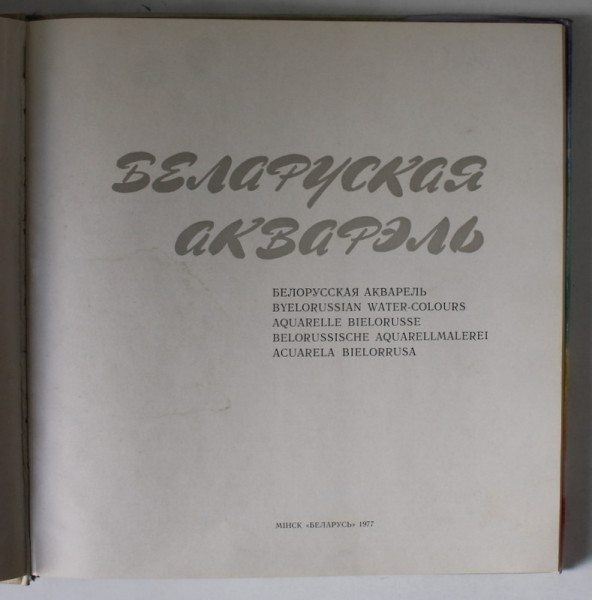 БЕЛАРУСКАЯ
АКВАРЭЛЬ
БЕЛОРУССКАЯ АКВАРЕЛЬ
BYELORUSSIAN WATER-COLOURS
AQUARELLE BIELORUSSE
BELORUSSISCHE AQUARELLMALEREI
ACUARELA BIELORRUSA
МІНСК «БЕЛАРУСЬ» 1977